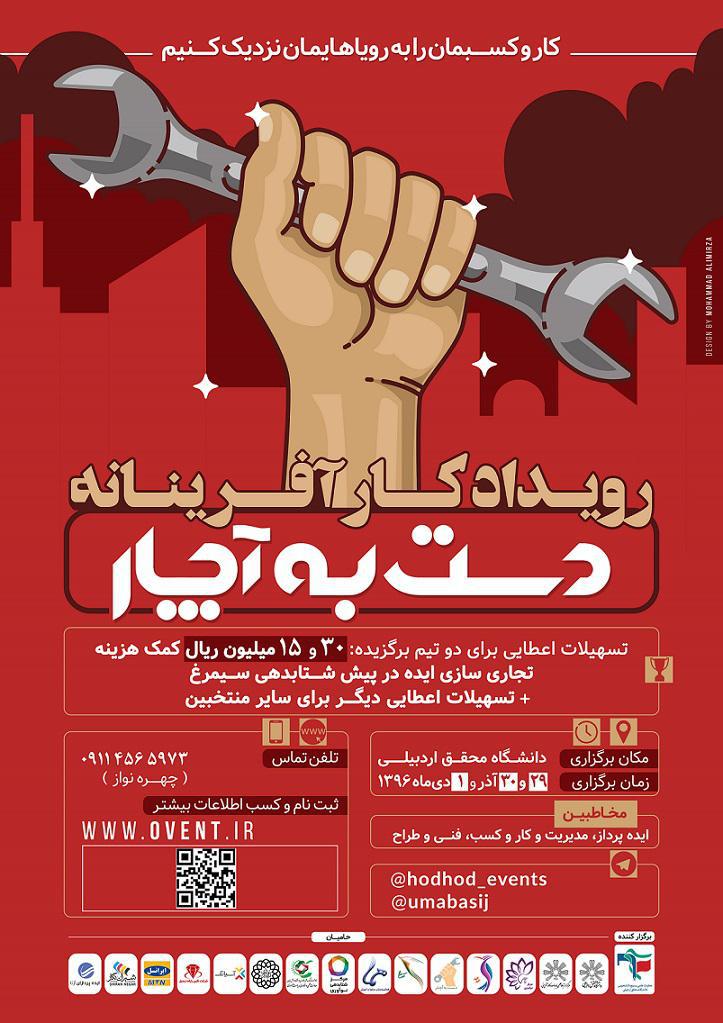 کار و کسبمان را به رویاهایمان نزدیک کنیم
DESIGN BY MOHAMMAD ALIMIRZA
رویداد کارآفرینانه
دست به آچار
تسهیلات اعطایی برای دو تیم برگزیده: ۳۰ و ۱۵ میلیون ریال کمک هزینه
تجاری سازی ایده در پیش شتابدهی سیمرغ
+ تسهیلات اعطایی دیگر برای سایر منتخبین
مکان برگزاری دانشگاه محقق اردبیلی
زمان برگزاری ۲۹ و ۳۰ آذر و ۱ دی‌ماه ۱۳۹۶
مخاطبین
ایده پرداز، مدیریت و کار و کسب، فنی و طراح
@hodhod_events
@umabasij
WWW
تلفن تماس ۰۹۱۱ ۴۵۶ ۵۹۷۳
( چهره نواز )
ثبت نام و کسب اطلاعات بیشتر
WWW.OVENT.IR
برگزار کننده
حامیان
ایرانسل
MTN